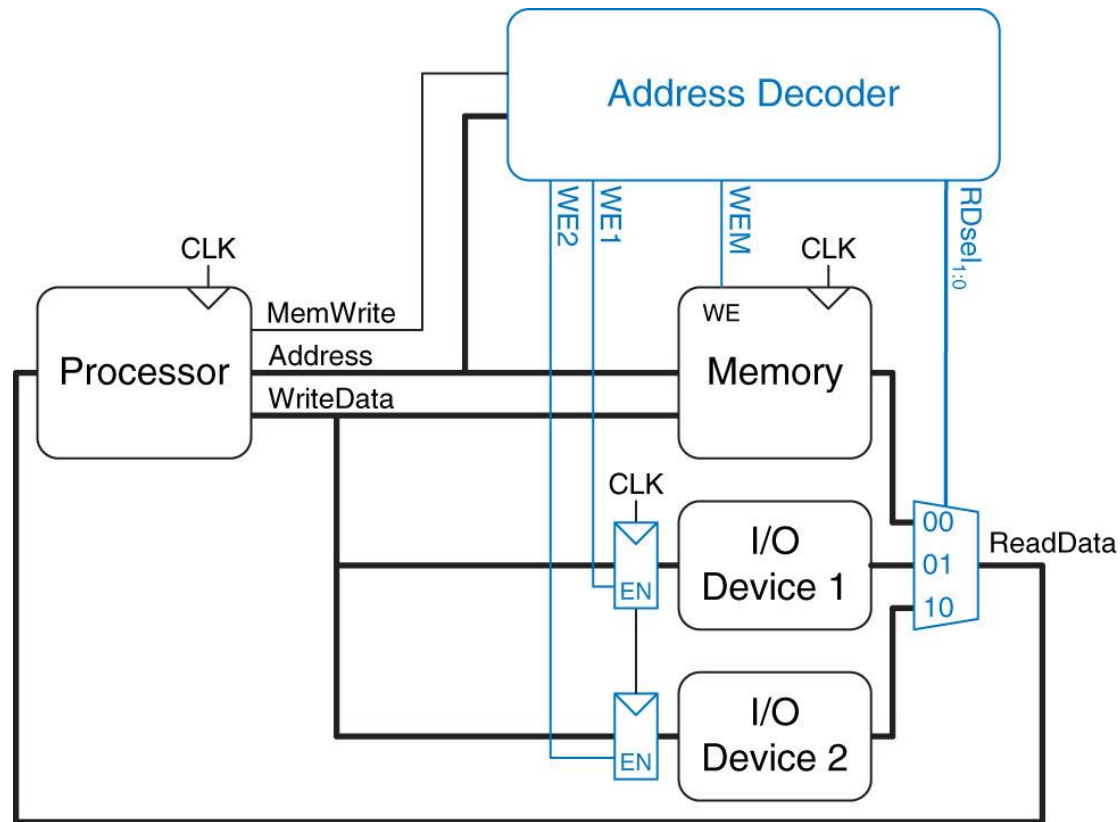 Address Decoder
WE2
WE1
WEM
RDsel1:0
CLK
CLK
MemWrite
WE
Processor
Address
Memory
WriteData
CLK
00
I/O
Device 1
ReadData
01
EN
10
I/O
Device 2
EN